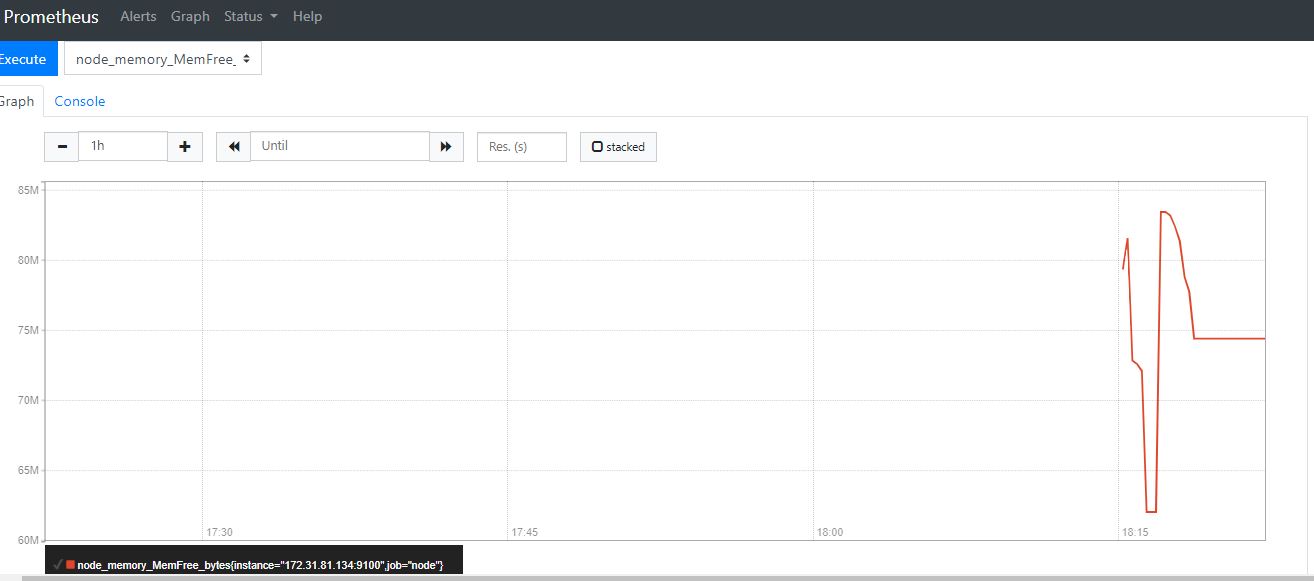 Prometheus Alerts Graph Status Help
Execute node_memory_MemFree_
Graph Console
1h Until Res. (s) stacked
85M
80M
75M
70M
65M
60M
17:30 17:45 18:00 18:15
node_memory_MemFree_bytes{instance="172.31.81.134:9100",job="node"}